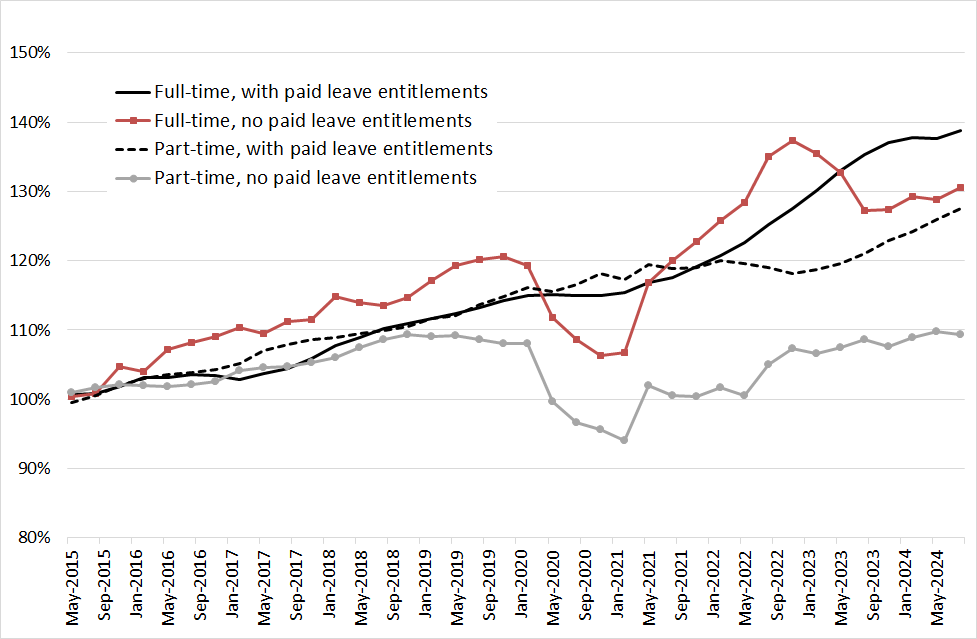 150%
140%
130%
120%
110%
100%
90%
80%
Full-time, with paid leave entitlements
Full-time, no paid leave entitlements
Part-time, with paid leave entitlements
Part-time, no paid leave entitlements
May-2015
Sep-2015
Jan-2016
May-2016
Sep-2016
Jan-2017
May-2017
Sep-2017
Jan-2018
May-2018
Sep-2018
Jan-2019
May-2019
Sep-2019
Jan-2020
May-2020
Sep-2020
Jan-2021
May-2021
Sep-2021
Jan-2022
May-2022
Sep-2022
Jan-2023
May-2023
Sep-2023
Jan-2024
May-2024